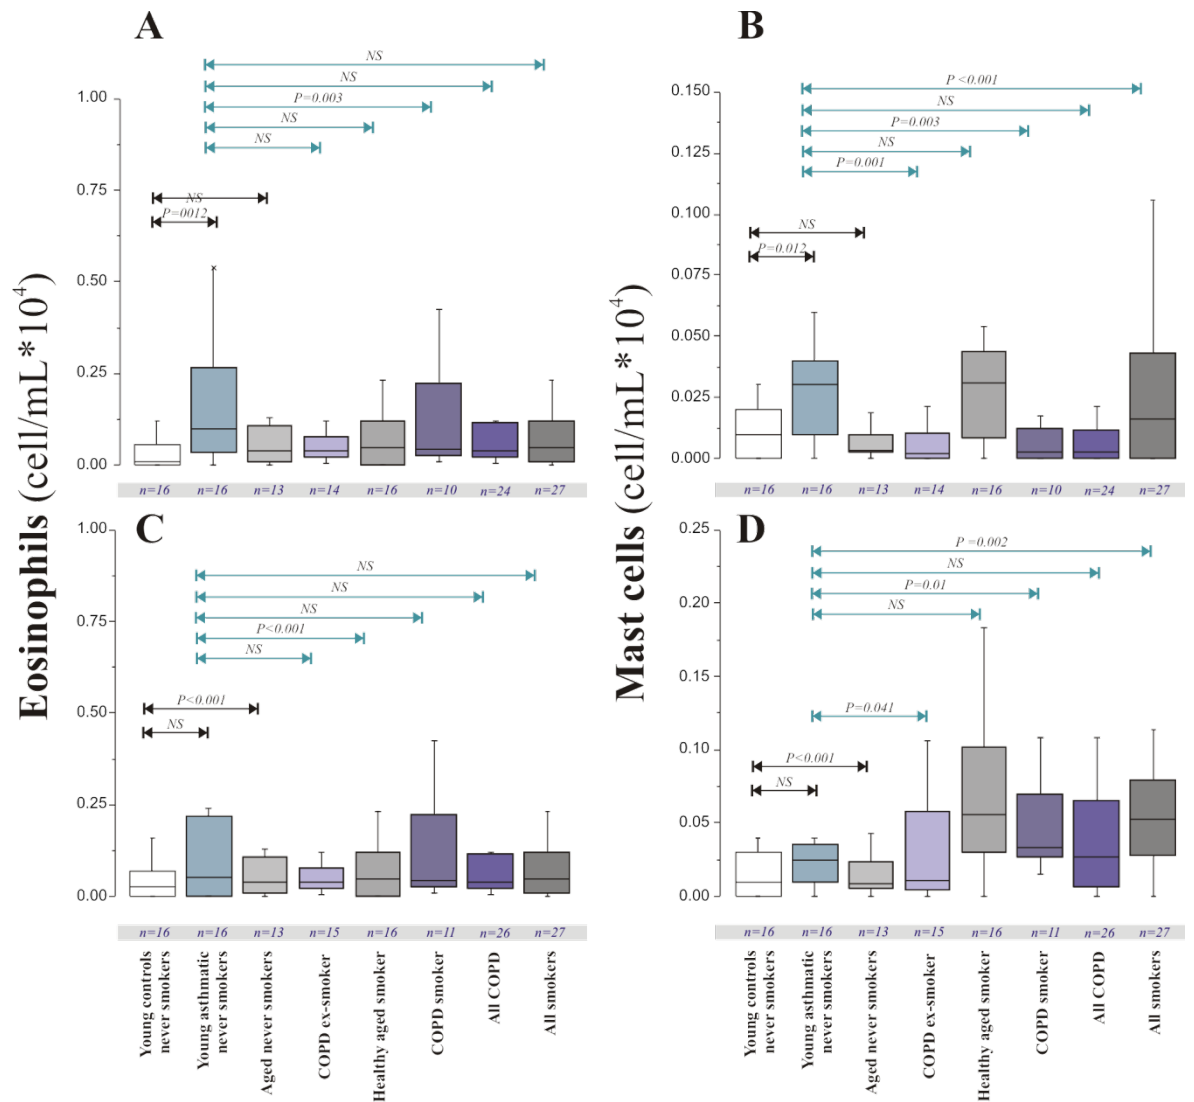 A
NS
NS
P=0.003
NS
NS
NS
P=0012
1.00
0.75
0.50
0.25
0.00
n=16 n=16 n=13 n=14 n=16 n=10 n=24 n=27
B
P <0.001
NS
P=0.003
NS
P=0.001
NS
P=0.012
0.150
0.125
0.100
0.075
0.050
0.025
0.000
n=16 n=16 n=13 n=14 n=16 n=10 n=24 n=27
Eosinophils (cell/mL*10^4)
Mast cells (cell/mL*10^4)
C
NS
NS
NS
P<0.001
NS
P<0.001
NS
1.00
0.75
0.50
0.25
0.00
n=16 n=16 n=13 n=15 n=16 n=11 n=26 n=27
Young controls
never smokers
Young asthmatic
never smokers
Aged never smokers
COPD ex-smoker
Healthy aged smoker
COPD smoker
All COPD
All smokers
D
P =0.002
NS
P=0.01
NS
P=0.041
P<0.001
NS
0.25
0.20
0.15
0.10
0.05
0.00
n=16 n=16 n=13 n=15 n=16 n=11 n=26 n=27
Young controls
never smokers
Young asthmatic
never smokers
Aged never smokers
COPD ex-smoker
Healthy aged smoker
COPD smoker
All COPD
All smokers